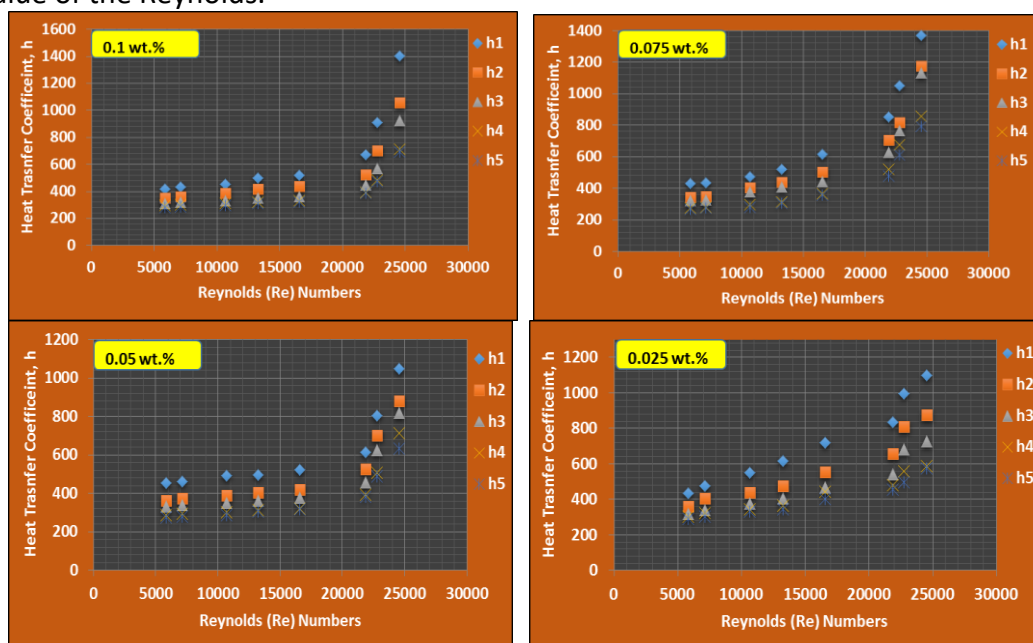 alue of the Reynolds.
0.1 wt.%
Heat Trasnfer Coefficeint, h
1600
1400
1200
1000
800
600
400
200
0
0 5000 10000 15000 20000 25000 30000
Reynolds (Re) Numbers
h1
h2
h3
h4
h5
0.075 wt.%
Heat Trasnfer Coefficeint, h
1400
1200
1000
800
600
400
200
0
0 5000 10000 15000 20000 25000 30000
Reynolds (Re) Numbers
h1
h2
h3
h4
h5
0.05 wt.%
Heat Trasnfer Coefficeint, h
1200
1000
800
600
400
200
0
0 5000 10000 15000 20000 25000 30000
Reynolds (Re) Numbers
h1
h2
h3
h4
h5
0.025 wt.%
Heat Trasnfer Coefficeint, h
1200
1000
800
600
400
200
0
0 5000 10000 15000 20000 25000 30000
Reynolds (Re) Numbers
h1
h2
h3
h4
h5